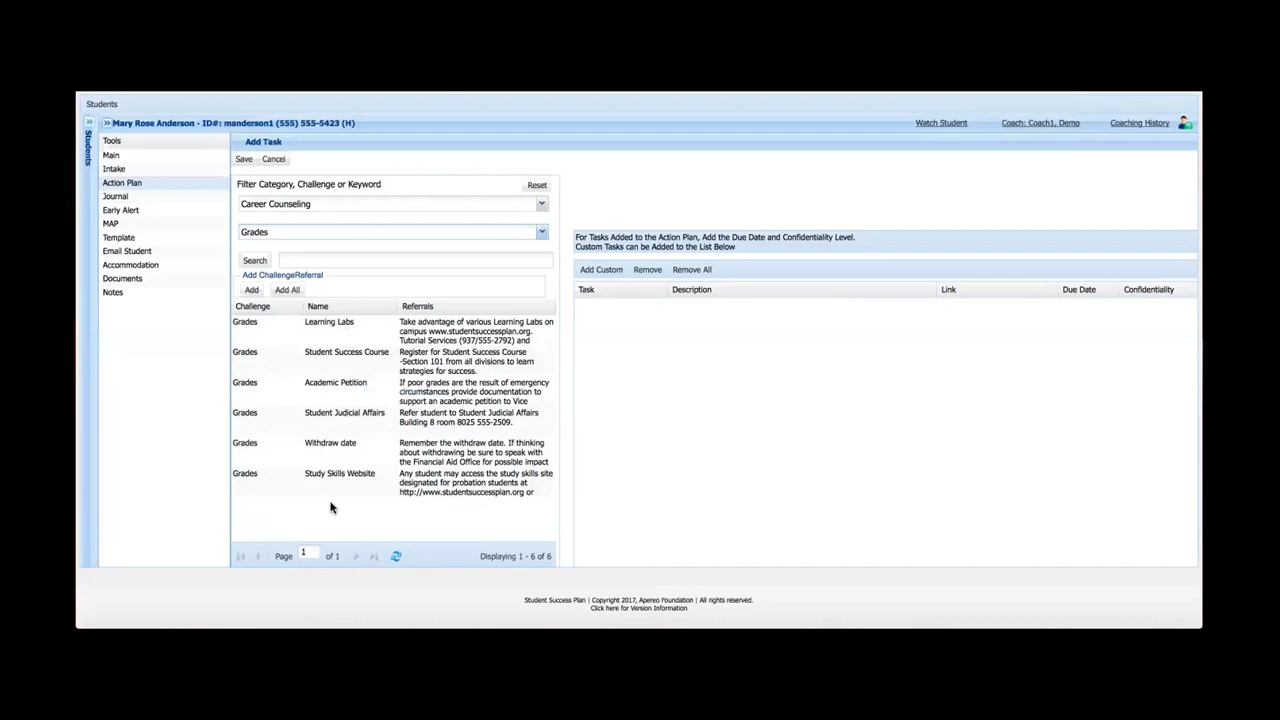 Students
Mary Rose Anderson - ID#: manderson1 (555) 555-5423 (H)
Watch Student
Coach: Coach1, Demo
Coaching History
Students
Tools
Main
Intake
Action Plan
Journal
Early Alert
MAP
Template
Email Student
Accommodation
Documents
Notes
Add Task
Save Cancel
Filter Category, Challenge or Keyword
Reset
Career Counseling
Grades
Search
Add ChallengeReferral
Add Add All
Challenge Name Referrals
Grades Learning Labs Take advantage of various Learning Labs on
campus www.studentsuccessplan.org.
Tutorial Services (937/555-2792) and
Grades Student Success Course Register for Student Success Course
-Section 101 from all divisions to learn
strategies for success.
Grades Academic Petition If poor grades are the result of emergency
circumstances provide documentation to
support an academic petition to Vice
Grades Student Judicial Affairs Refer student to Student Judicial Affairs
Building 8 room 8025 555-2509.
Grades Withdraw date Remember the withdraw date. If thinking
about withdrawing be sure to speak with
the Financial Aid Office for possible impact
Grades Study Skills Website Any student may access the study skills site
designated for probation students at
http://www.studentsuccessplan.org or
Page 1 of 1
Displaying 1 - 6 of 6
For Tasks Added to the Action Plan, Add the Due Date and Confidentiality Level.
Custom Tasks can be Added to the List Below
Add Custom Remove Remove All
Task Description Link Due Date Confidentiality
Student Success Plan | Copyright 2017, Apereo Foundation | All rights reserved.
Click here for Version Information